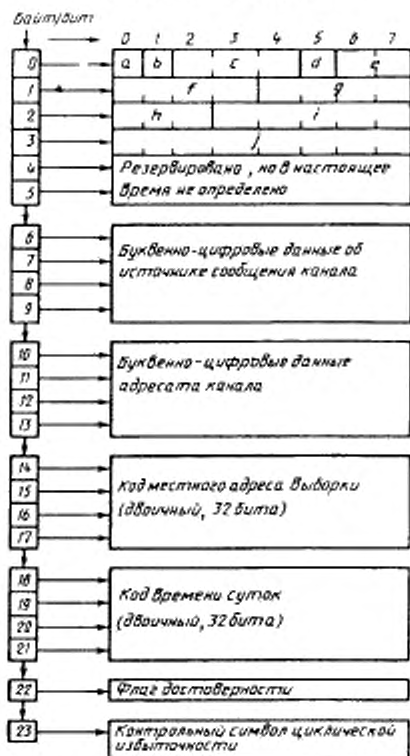 Байт/бит
0 1 2 3 4 5 6 7
0 a b c d e
1 f g
2 h i
3 j
4 Резервировано, но в настоящее
5 время не определено
6
7 Буквенно-цифровые данные об
8 источнике сообщения канала
9
10 Буквенно-цифровые данные
11 адресата канала
12
13
14
15 Код местного адреса выборки
16 (двоичный, 32 бита)
17
18
19 Код времени суток
20 (двоичный, 32 бита)
21
22 Флаг достоверности
23 Контрольный символ циклической
избыточности